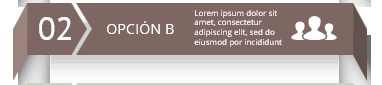 02
OPCIÓN B
Lorem ipsum dolor sit
amet, consectetur
adipiscing elit, sed do
eiusmod por incididunt